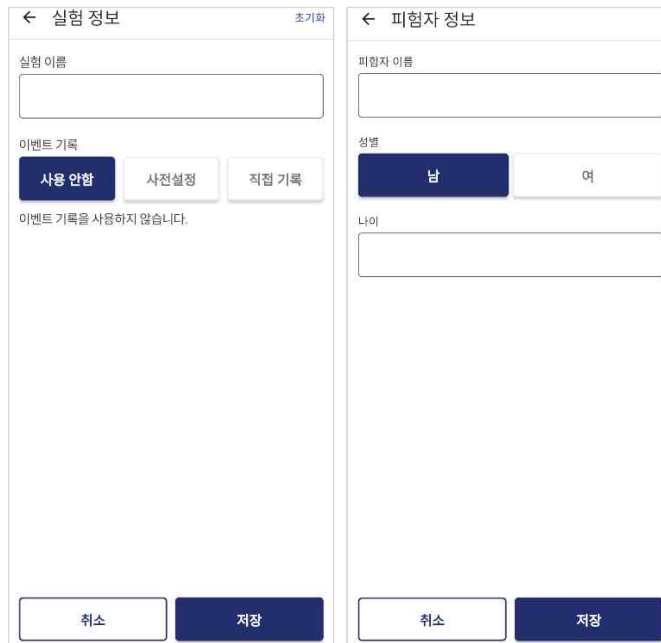 실험 정보
초기화
실험 이름
이벤트 기록
사용 안함
사전설정
직접 기록
이벤트 기록을 사용하지 않습니다.
취소
저장
피험자 정보
피험자 이름
성별
남
여
나이
취소
저장